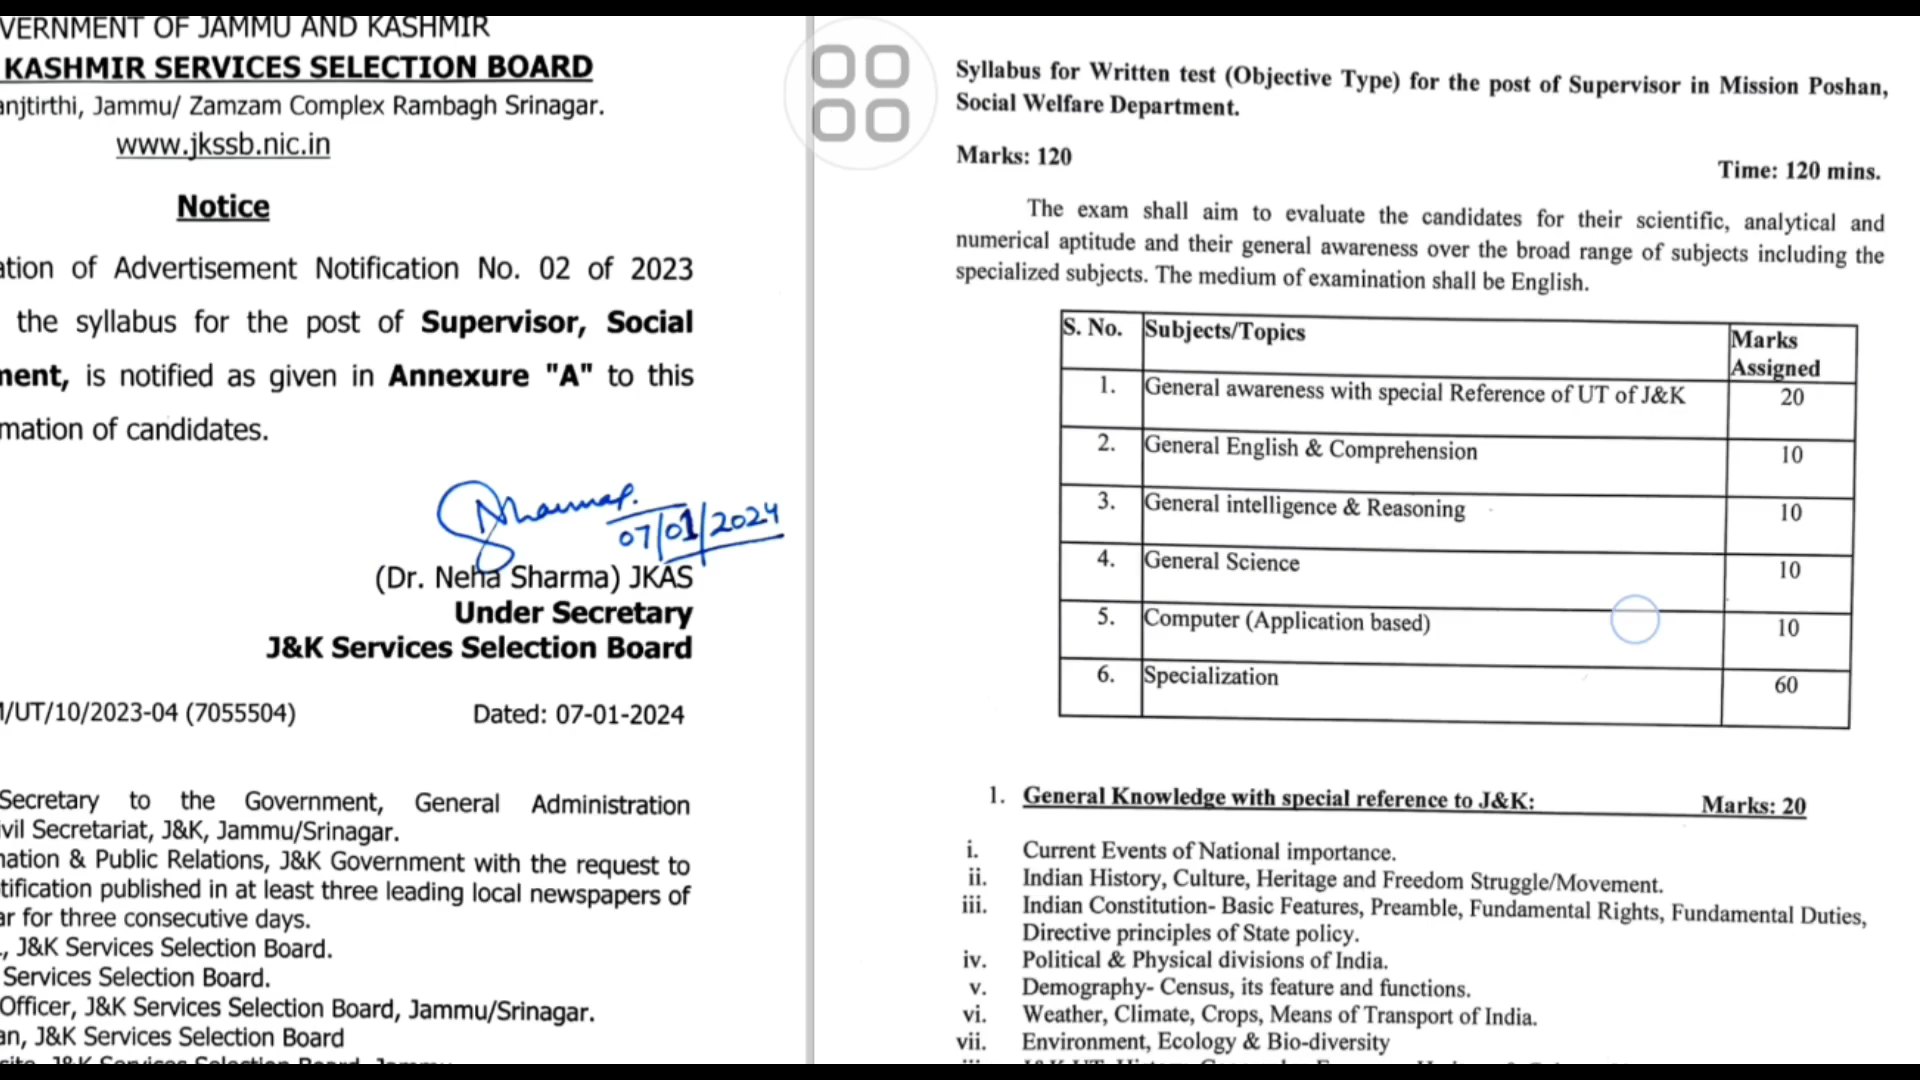 VERNMENT OF JAMMU AND KASHMIR
KASHMIR SERVICES SELECTION BOARD
anjtirthi, Jammu/ Zamzam Complex Rambagh Srinagar.
www.jkssb.nic.in
Notice
ation of Advertisement Notification No. 02 of 2023
the syllabus for the post of Supervisor, Social
ment, is notified as given in Annexure "A" to this
mation of candidates.
07/01/2024
(Dr. Neha Sharma) JKAS
Under Secretary
J&K Services Selection Board
/UT/10/2023-04 (7055504) Dated: 07-01-2024
Secretary to the Government, General Administration
ivil Secretariat, J&K, Jammu/Srinagar.
nation & Public Relations, J&K Government with the request to
tification published in at least three leading local newspapers of
ar for three consecutive days.
., J&K Services Selection Board.
Services Selection Board.
Officer, J&K Services Selection Board, Jammu/Srinagar.
an, J&K Services Selection Board
Syllabus for Written test (Objective Type) for the post of Supervisor in Mission Poshan,
Social Welfare Department.
Marks: 120
Time: 120 mins.
The exam shall aim to evaluate the candidates for their scientific, analytical and
numerical aptitude and their general awareness over the broad range of subjects including the
specialized subjects. The medium of examination shall be English.
S. No. Subjects/Topics Marks
Assigned
1. General awareness with special Reference of UT of J&K 20
2. General English & Comprehension 10
3. General intelligence & Reasoning 10
4. General Science 10
5. Computer (Application based) 10
6. Specialization 60
1. General Knowledge with special reference to J&K: Marks: 20
i. Current Events of National importance.
ii. Indian History, Culture, Heritage and Freedom Struggle/Movement.
iii. Indian Constitution- Basic Features, Preamble, Fundamental Rights, Fundamental Duties,
Directive principles of State policy.
iv. Political & Physical divisions of India.
v. Demography- Census, its feature and functions.
vi. Weather, Climate, Crops, Means of Transport of India.
vii. Environment, Ecology & Bio-diversity